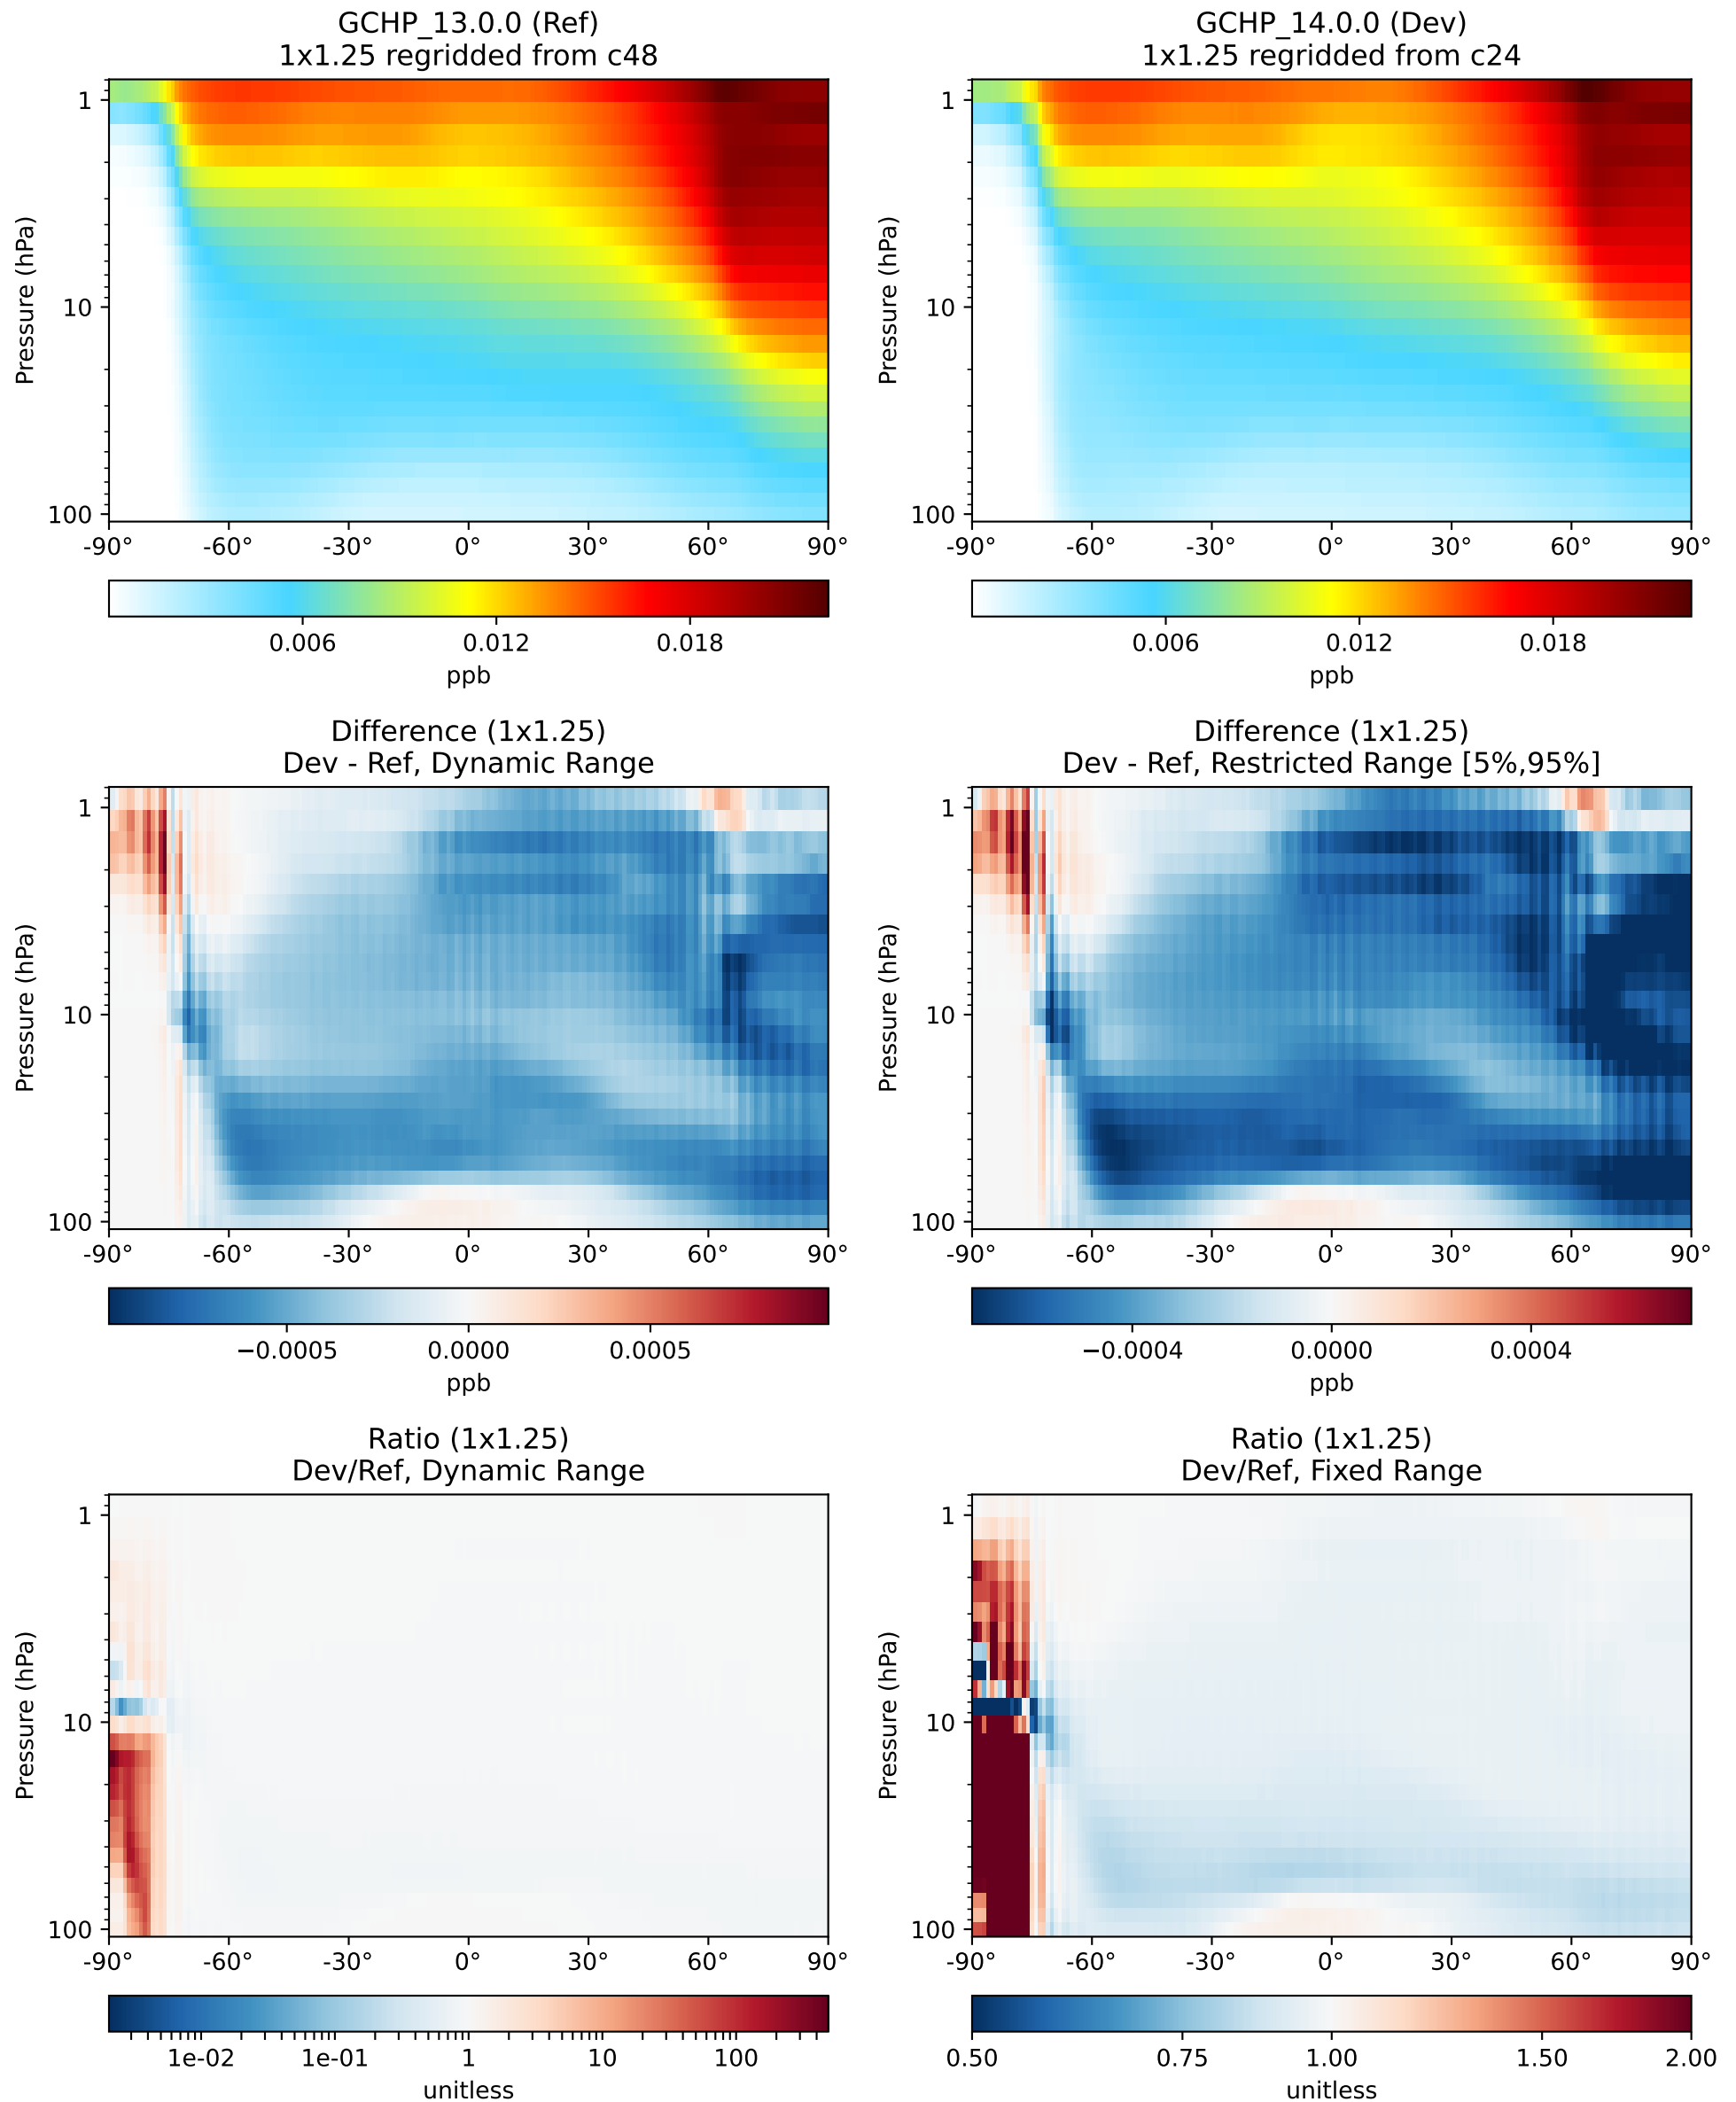 GCHP_13.0.0 (Ref)
1x1.25 regridded from c48
Pressure (hPa)
1
10
100
-90° -60° -30° 0° 30° 60° 90°
0.006 0.012 0.018
ppb
GCHP_14.0.0 (Dev)
1x1.25 regridded from c24
Pressure (hPa)
1
10
100
-90° -60° -30° 0° 30° 60° 90°
0.006 0.012 0.018
ppb
Difference (1x1.25)
Dev - Ref, Dynamic Range
Pressure (hPa)
1
10
100
-90° -60° -30° 0° 30° 60° 90°
−0.0005 0.0000 0.0005
ppb
Difference (1x1.25)
Dev - Ref, Restricted Range [5%,95%]
Pressure (hPa)
1
10
100
-90° -60° -30° 0° 30° 60° 90°
−0.0004 0.0000 0.0004
ppb
Ratio (1x1.25)
Dev/Ref, Dynamic Range
Pressure (hPa)
1
10
100
-90° -60° -30° 0° 30° 60° 90°
1e-02 1e-01 1 10 100
unitless
Ratio (1x1.25)
Dev/Ref, Fixed Range
Pressure (hPa)
1
10
100
-90° -60° -30° 0° 30° 60° 90°
0.50 0.75 1.00 1.50 2.00
unitless